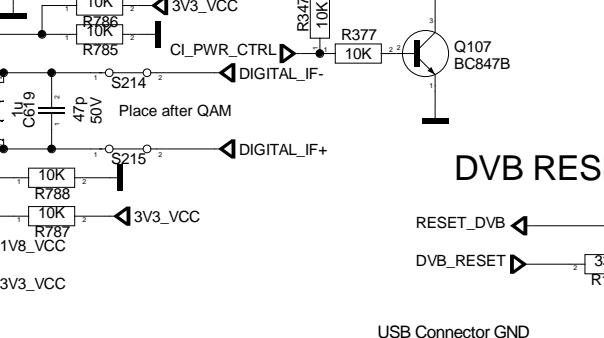 10K
3V3_VCC
R786
10K
R785
R347
10K
CI_PWR_CTRL
R377
10K
Q107
BC847B
S214
DIGITAL_IF-
1u
C619
47p
50V
Place after QAM
S215
DIGITAL_IF+
10K
R788
10K
R787
3V3_VCC
1V8_VCC
3V3_VCC
DVB RES
RESET_DVB
DVB_RESET
USB Connector GND